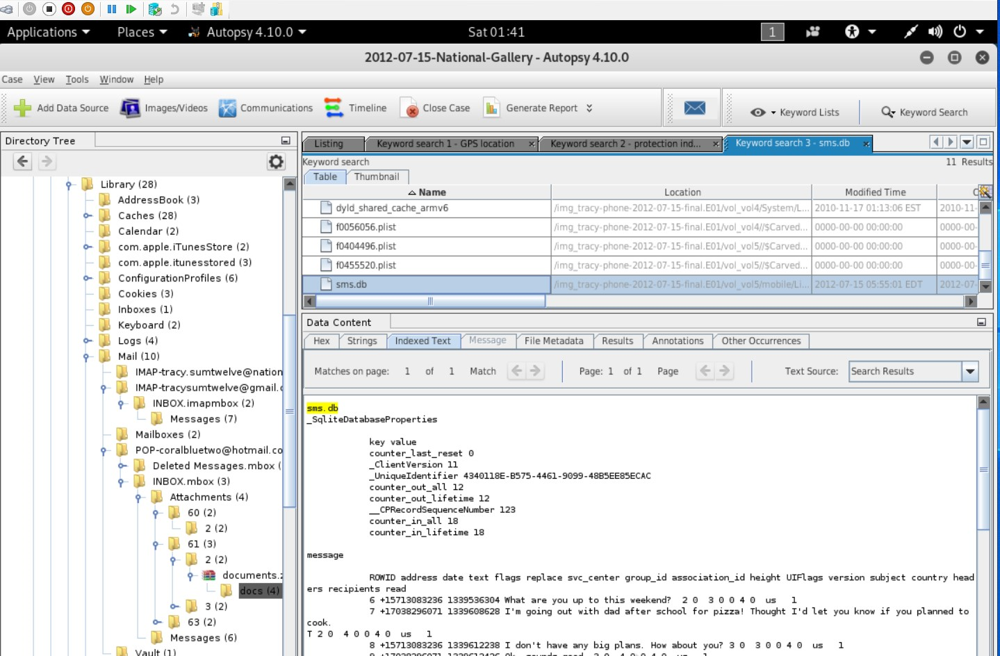 Applications Places Autopsy 4.10.0 Sat 01:41 1
2012-07-15-National-Gallery - Autopsy 4.10.0
Case View Tools Window Help
Add Data Source Images/Videos Communications Timeline Close Case Generate Report Keyword Lists Keyword Search
Directory Tree
Library (28)
AddressBook (3)
Caches (28)
Calendar (2)
com.apple.iTunesStore (2)
com.apple.itunesstored (3)
ConfigurationProfiles (6)
Cookies (3)
Inboxes (1)
Keyboard (2)
Logs (4)
Mail (10)
IMAP-tracy.sumtwelve@nation
IMAP-tracysumtwelve@gmail.c
INBOX.imapmbox (2)
Messages (7)
Mailboxes (2)
POP-coralbluetwo@hotmail.co
Deleted Messages.mbox (
INBOX.mbox (3)
Attachments (4)
60 (2)
2 (2)
61 (3)
2 (2)
documents.z
docs (4)
3 (2)
63 (2)
Messages (6)
Vault (1)
Listing Keyword search 1 - GPS location Keyword search 2 - protection ind... Keyword search 3 - sms.db
Keyword search 11 Results
Table Thumbnail
Name Location Modified Time C
dyld_shared_cache_armv6 /img_tracy-phone-2012-07-15-final.E01/vol_vol4/System/L... 2010-11-17 01:13:06 EST 2010-11-
f0056056.plist /img_tracy-phone-2012-07-15-final.E01/vol_vol4//$Carved... 0000-00-00 00:00:00 0000-00-
f0404496.plist /img_tracy-phone-2012-07-15-final.E01/vol_vol5//$Carved... 0000-00-00 00:00:00 0000-00-
f0455520.plist /img_tracy-phone-2012-07-15-final.E01/vol_vol5//$Carved... 0000-00-00 00:00:00 0000-00-
sms.db /img_tracy-phone-2012-07-15-final.E01/vol_vol5/mobile/Li... 2012-07-15 05:55:01 EDT 2012-07-
Data Content
Hex Strings Indexed Text Message File Metadata Results Annotations Other Occurrences
Matches on page: 1 of 1 Match Page: 1 of 1 Page Text Source: Search Results
sms.db
_SqliteDatabaseProperties
key value
counter_last_reset 0
_ClientVersion 11
_UniqueIdentifier 4340118E-B575-4461-9099-48B5EE85ECAC
counter_out_all 12
counter_out_lifetime 12
__CPRecordSequenceNumber 123
counter_in_all 18
counter_in_lifetime 18
message
ROWID address date text flags replace svc_center group_id association_id height UIFlags version subject country head
ers recipients read
6 +15713083236 1339536304 What are you up to this weekend? 2 0 3 0 0 4 0 us 1
7 +17038296071 1339608628 I'm going out with dad after school for pizza! Thought I'd let you know if you planned to
cook.
T 2 0 4 0 0 4 0 us 1
8 +15713083236 1339612238 I don't have any big plans. How about you? 3 0 3 0 0 4 0 us 1